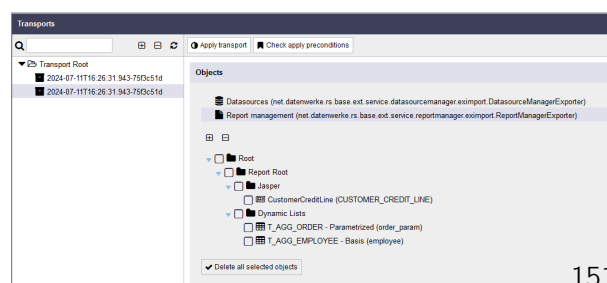 Transports
Apply transport
Check apply preconditions
Transport Root
2024-07-11T16:26:31.943-75f3c51d
2024-07-11T16:26:31.943-75f3c51d
Objects
Datasources (net.datenwerke.rs.base.ext.service.datasourcemanager.eximport.DatasourceManagerExporter)
Report management (net.datenwerke.rs.base.ext.service.reportmanager.eximport.ReportManagerExporter)
Root
Report Root
Jasper
CustomerCreditLine (CUSTOMER_CREDIT_LINE)
Dynamic Lists
T_AGG_ORDER - Parametrized (order_param)
T_AGG_EMPLOYEE - Basis (employee)
Delete all selected objects
151